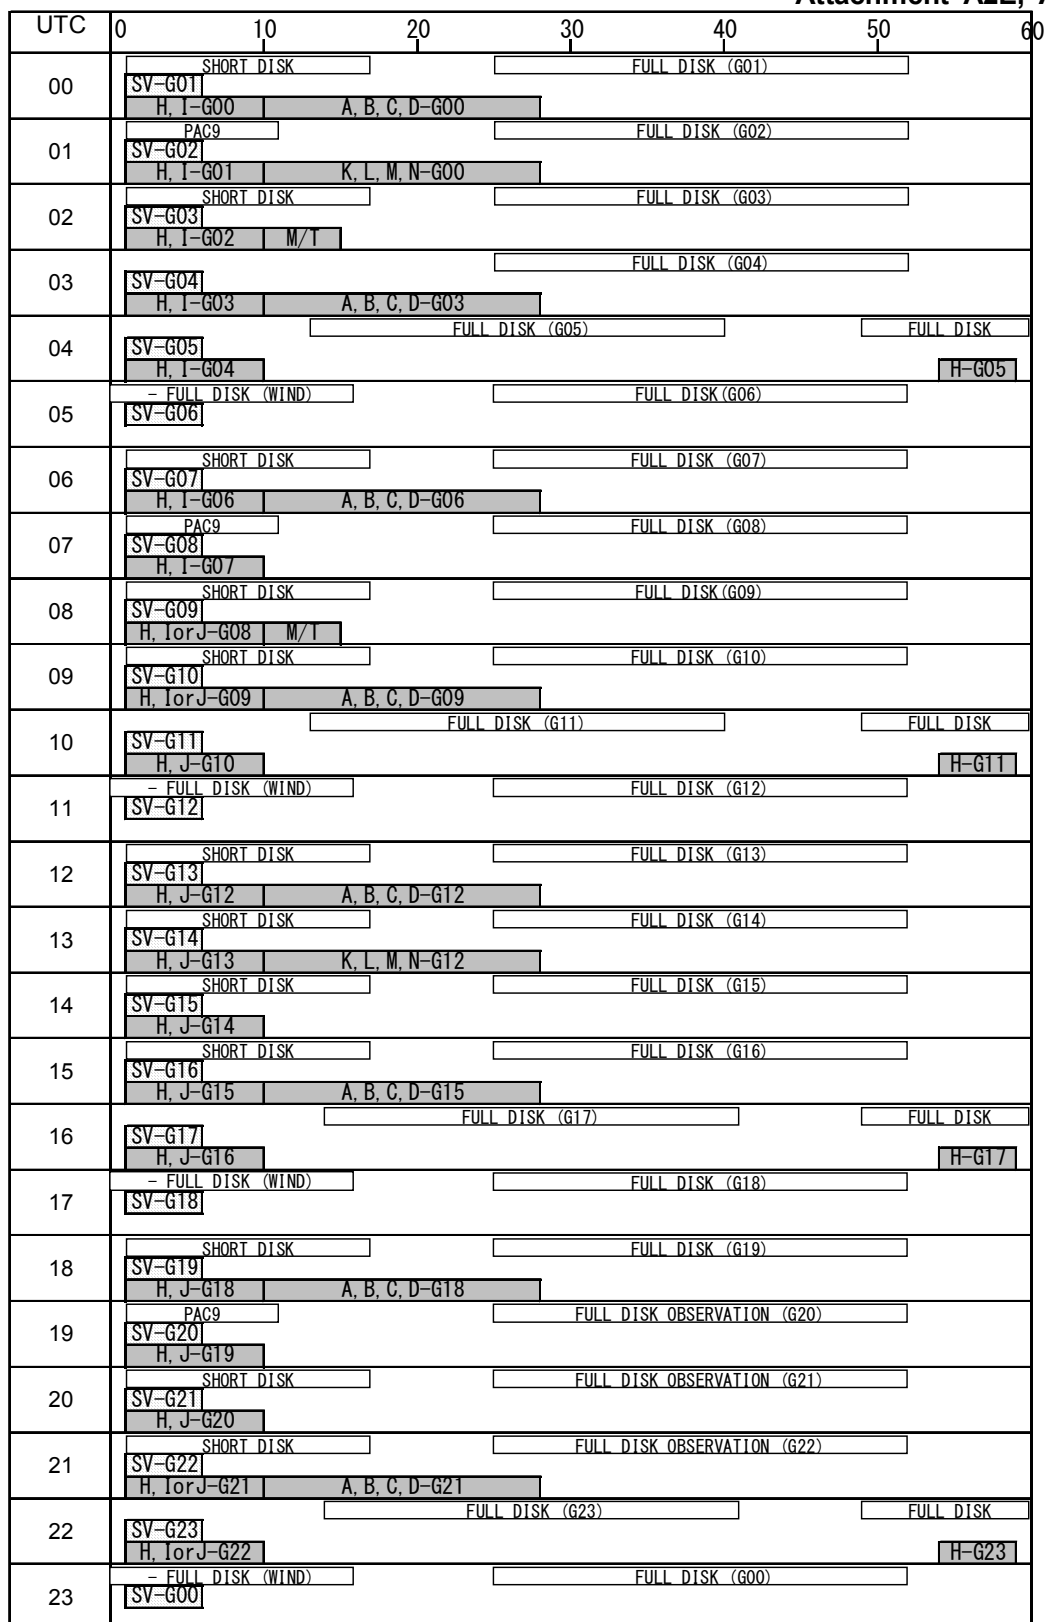 Attachment A2E, A
UTC 0 10 20 30 40 50 60
SHORT DISK FULL DISK (G01)
00 SV-G01
H, I-G00 A, B, C, D-G00
PAC9 FULL DISK (G02)
01 SV-G02
H, I-G01 K, L, M, N-G00
SHORT DISK FULL DISK (G03)
02 SV-G03
H, I-G02 M/T
FULL DISK (G04)
03 SV-G04
H, I-G03 A, B, C, D-G03
FULL DISK (G05) FULL DISK
04 SV-G05
H, I-G04 H-G05
- FULL DISK (WIND) FULL DISK(G06)
05 SV-G06
SHORT DISK FULL DISK (G07)
06 SV-G07
H, I-G06 A, B, C, D-G06
PAC9 FULL DISK (G08)
07 SV-G08
H, I-G07
SHORT DISK FULL DISK(G09)
08 SV-G09
H, IorJ-G08 M/T
SHORT DISK FULL DISK (G10)
09 SV-G10
H, IorJ-G09 A, B, C, D-G09
FULL DISK (G11) FULL DISK
10 SV-G11
H, J-G10 H-G11
- FULL DISK (WIND) FULL DISK (G12)
11 SV-G12
SHORT DISK FULL DISK (G13)
12 SV-G13
H, J-G12 A, B, C, D-G12
SHORT DISK FULL DISK (G14)
13 SV-G14
H, J-G13 K, L, M, N-G12
SHORT DISK FULL DISK (G15)
14 SV-G15
H, J-G14
SHORT DISK FULL DISK (G16)
15 SV-G16
H, J-G15 A, B, C, D-G15
FULL DISK (G17) FULL DISK
16 SV-G17
H, J-G16 H-G17
- FULL DISK (WIND) FULL DISK (G18)
17 SV-G18
SHORT DISK FULL DISK (G19)
18 SV-G19
H, J-G18 A, B, C, D-G18
PAC9 FULL DISK OBSERVATION (G20)
19 SV-G20
H, J-G19
SHORT DISK FULL DISK OBSERVATION (G21)
20 SV-G21
H, J-G20
SHORT DISK FULL DISK OBSERVATION (G22)
21 SV-G22
H, IorJ-G21 A, B, C, D-G21
FULL DISK (G23) FULL DISK
22 SV-G23
H, IorJ-G22 H-G23
- FULL DISK (WIND) FULL DISK (G00)
23 SV-G00